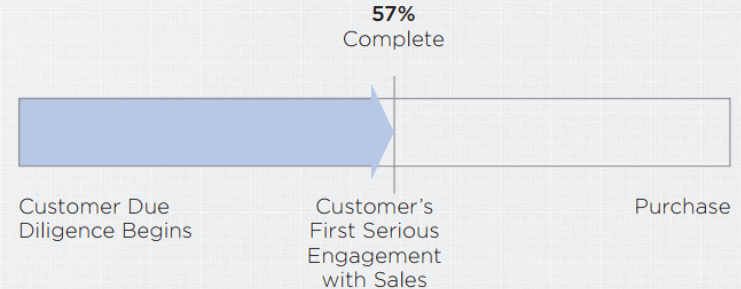 57%
Complete
Customer Due
Diligence Begins
Customer's
First Serious
Engagement
with Sales
Purchase